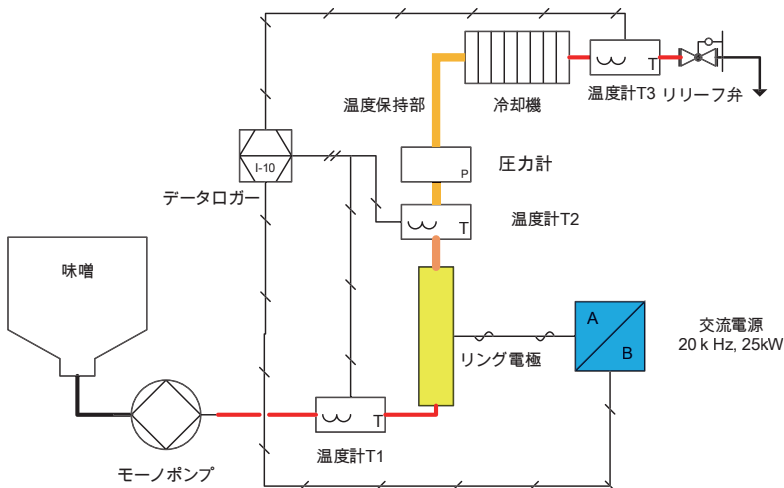 温度保持部
冷却機
T
温度計T3
リリーフ弁
I-10
データロガー
P
圧力計
T
温度計T2
味噌
A
B
リング電極
交流電源
20ｋHz, 25kW
T
温度計T1
モーノポンプ